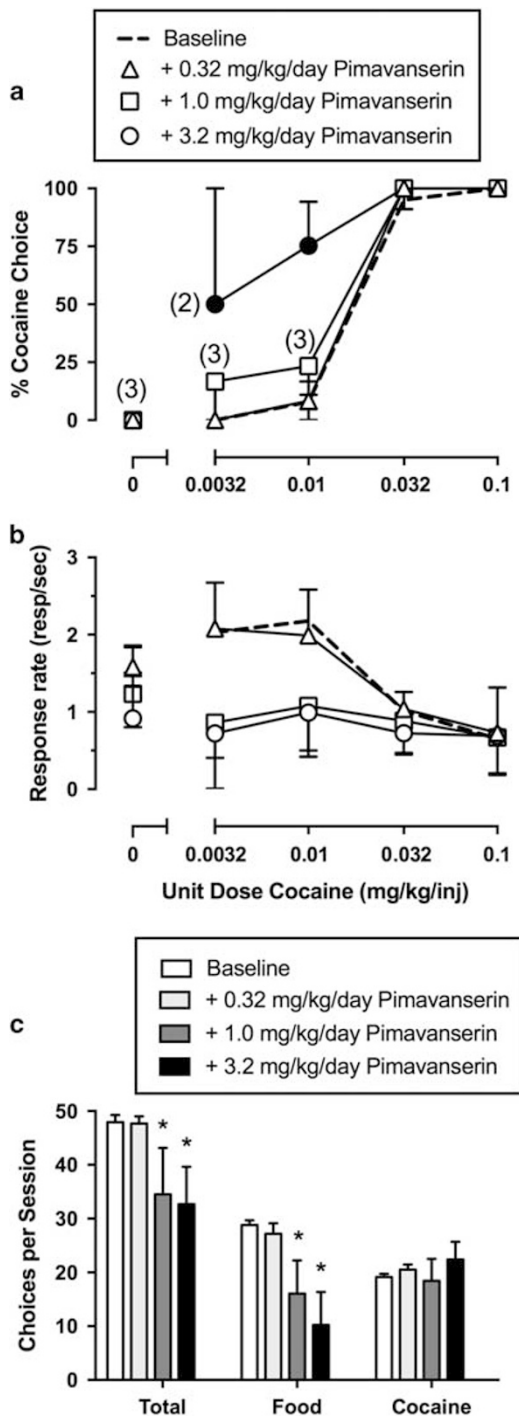 Baseline
+ 0.32 mg/kg/day Pimavanserin
+ 1.0 mg/kg/day Pimavanserin
+ 3.2 mg/kg/day Pimavanserin
a
% Cocaine Choice
100
75
50
25
0
(3)
(2)
(3)
(3)
0
0.0032
0.01
0.032
0.1
b
Response rate (resp/sec)
3
2
1
0
0
0.0032
0.01
0.032
0.1
Unit Dose Cocaine (mg/kg/inj)
Baseline
+ 0.32 mg/kg/day Pimavanserin
+ 1.0 mg/kg/day Pimavanserin
+ 3.2 mg/kg/day Pimavanserin
c
Choices per Session
50
40
30
20
10
0
*
*
*
*
Total
Food
Cocaine